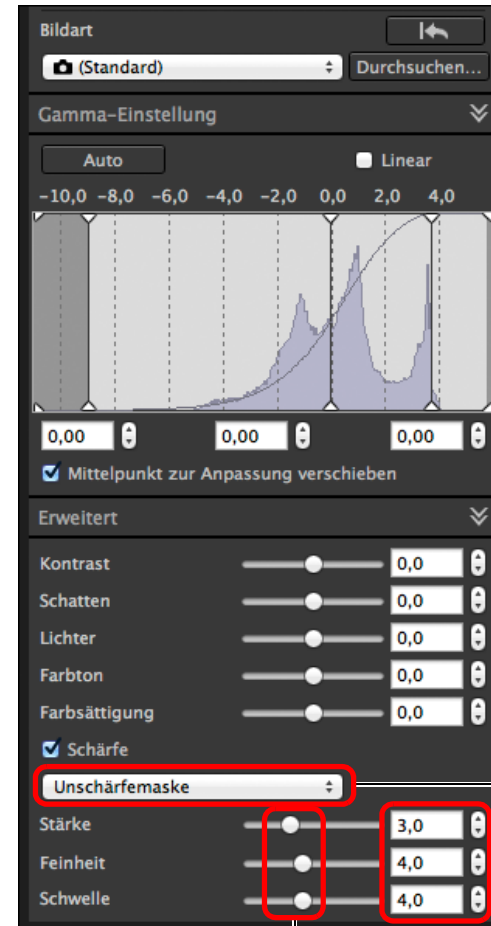 Bildart
(Standard) Durchsuchen...
Gamma-Einstellung
Auto Linear
-10,0 -8,0 -6,0 -4,0 -2,0 0,0 2,0 4,0
0,00 0,00 0,00
Mittelpunkt zur Anpassung verschieben
Erweitert
Kontrast 0,0
Schatten 0,0
Lichter 0,0
Farbton 0,0
Farbsättigung 0,0
Schärfe
Unschärfemaske
Stärke 3,0
Feinheit 4,0
Schwelle 4,0